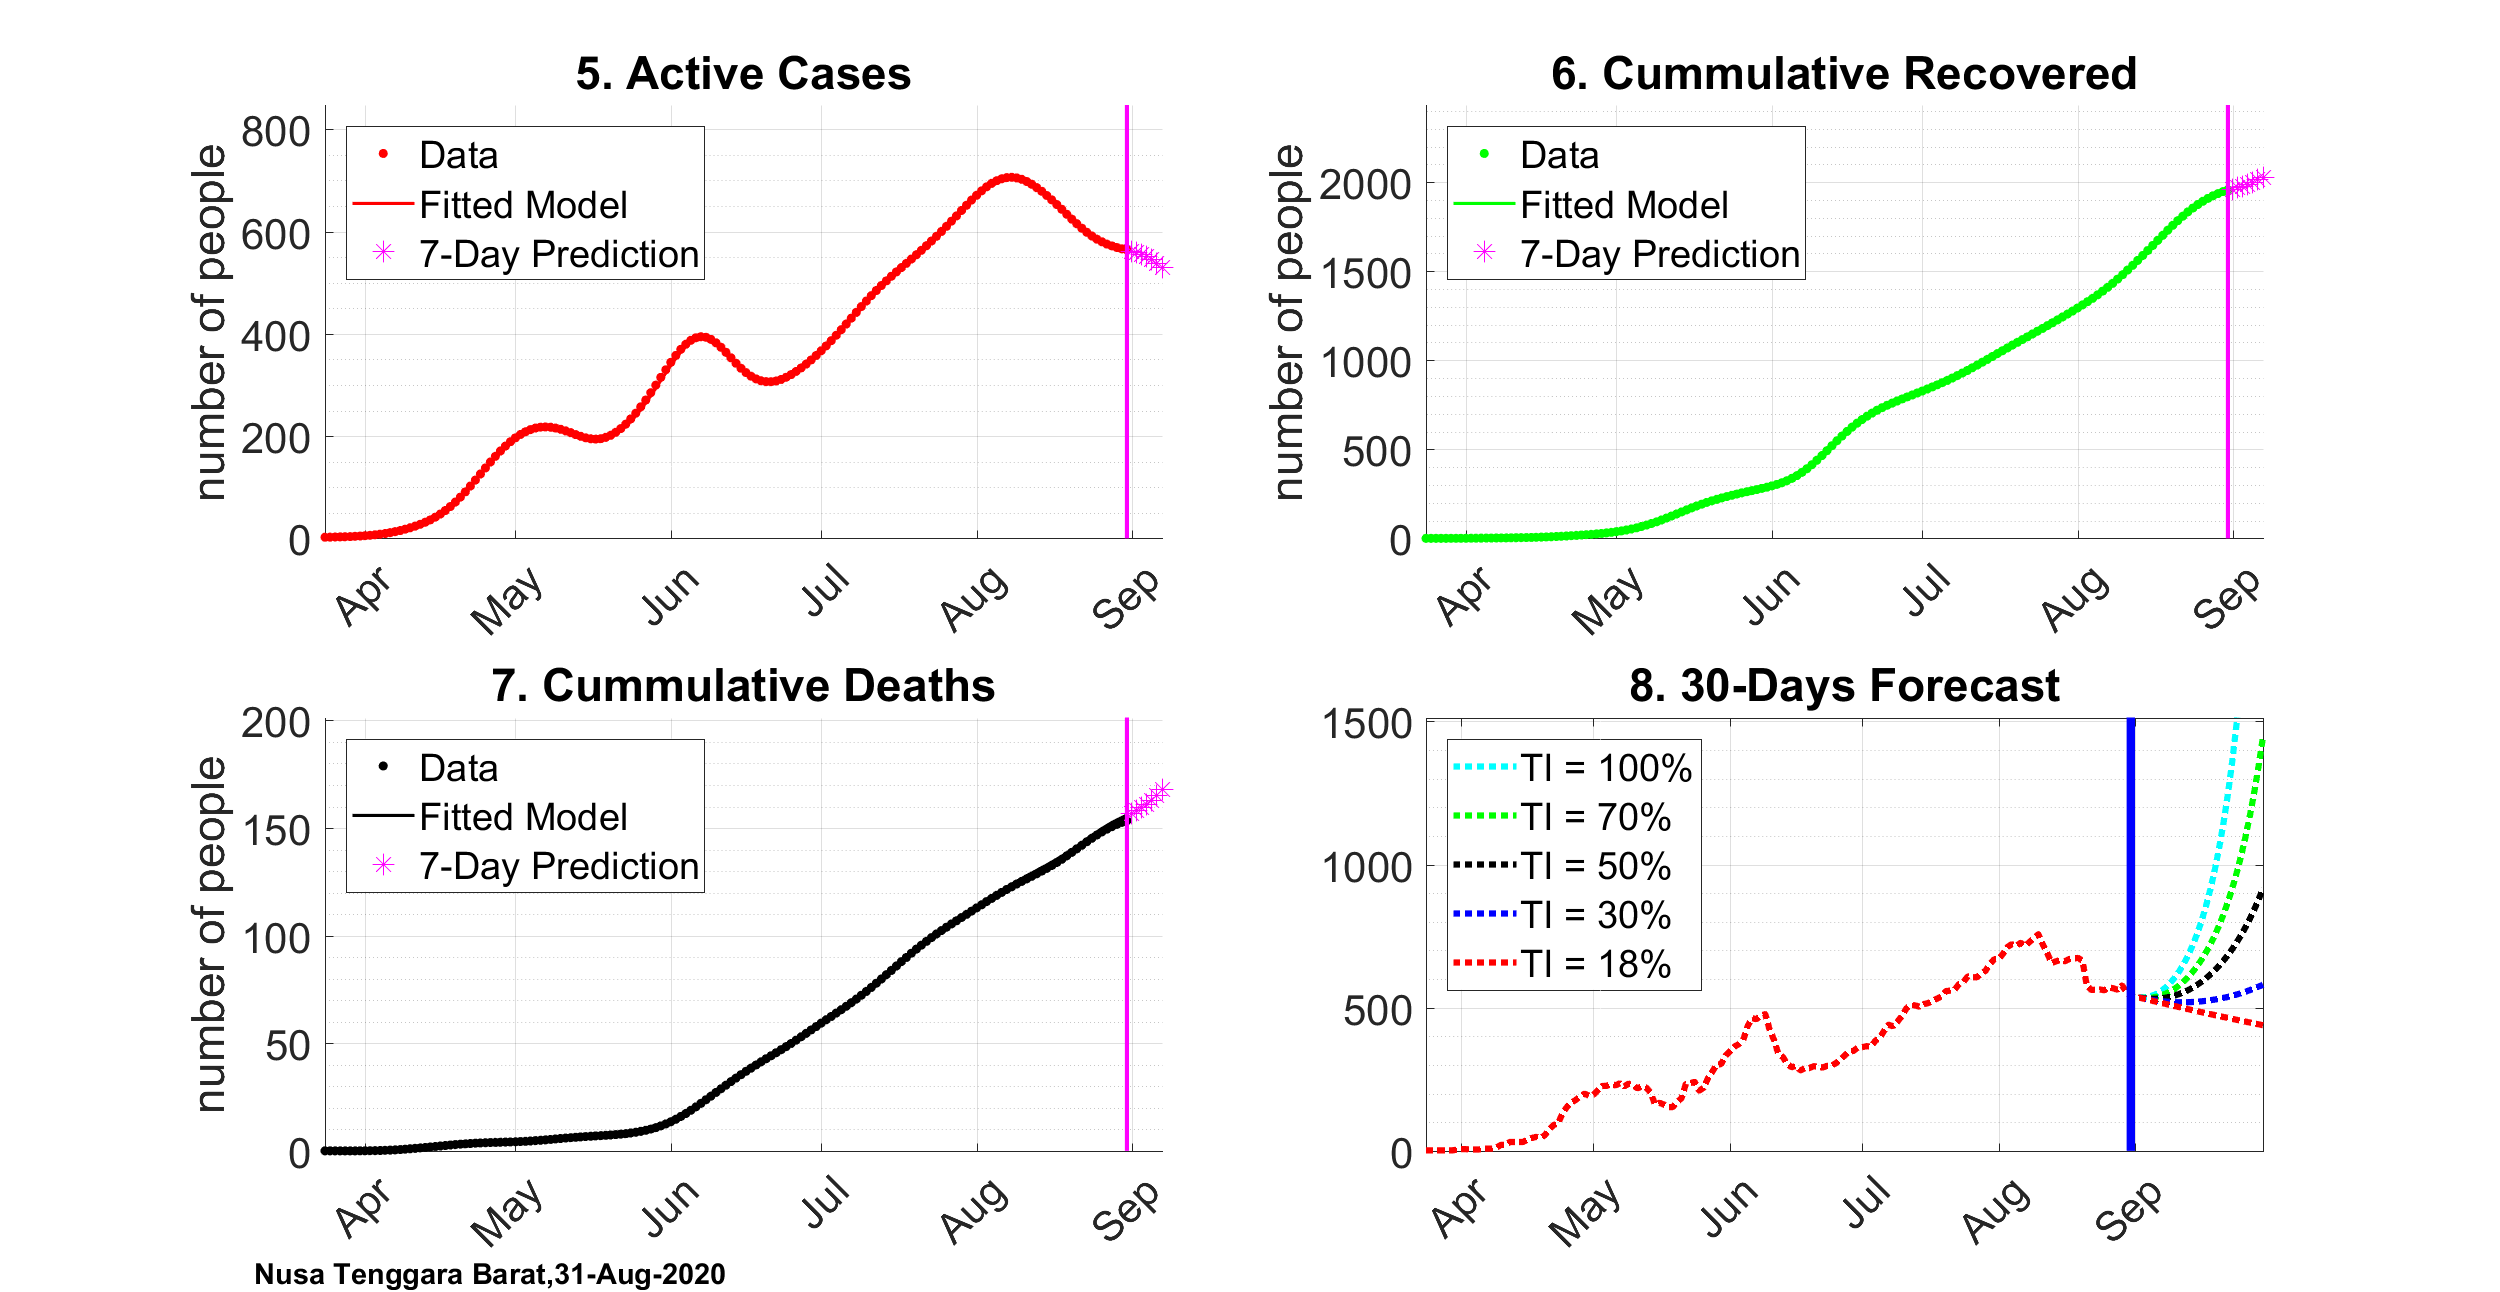 5. Active Cases
number of people
800
600
400
200
0
Data
Fitted Model
7-Day Prediction
Apr May Jun Jul Aug Sep
6. Cummulative Recovered
number of people
2000
1500
1000
500
0
Data
Fitted Model
7-Day Prediction
Apr May Jun Jul Aug Sep
7. Cummulative Deaths
number of people
200
150
100
50
0
Data
Fitted Model
7-Day Prediction
Apr May Jun Jul Aug Sep
8. 30-Days Forecast
1500
1000
500
0
TI = 100%
TI = 70%
TI = 50%
TI = 30%
TI = 18%
Apr May Jun Jul Aug Sep
Nusa Tenggara Barat,31-Aug-2020